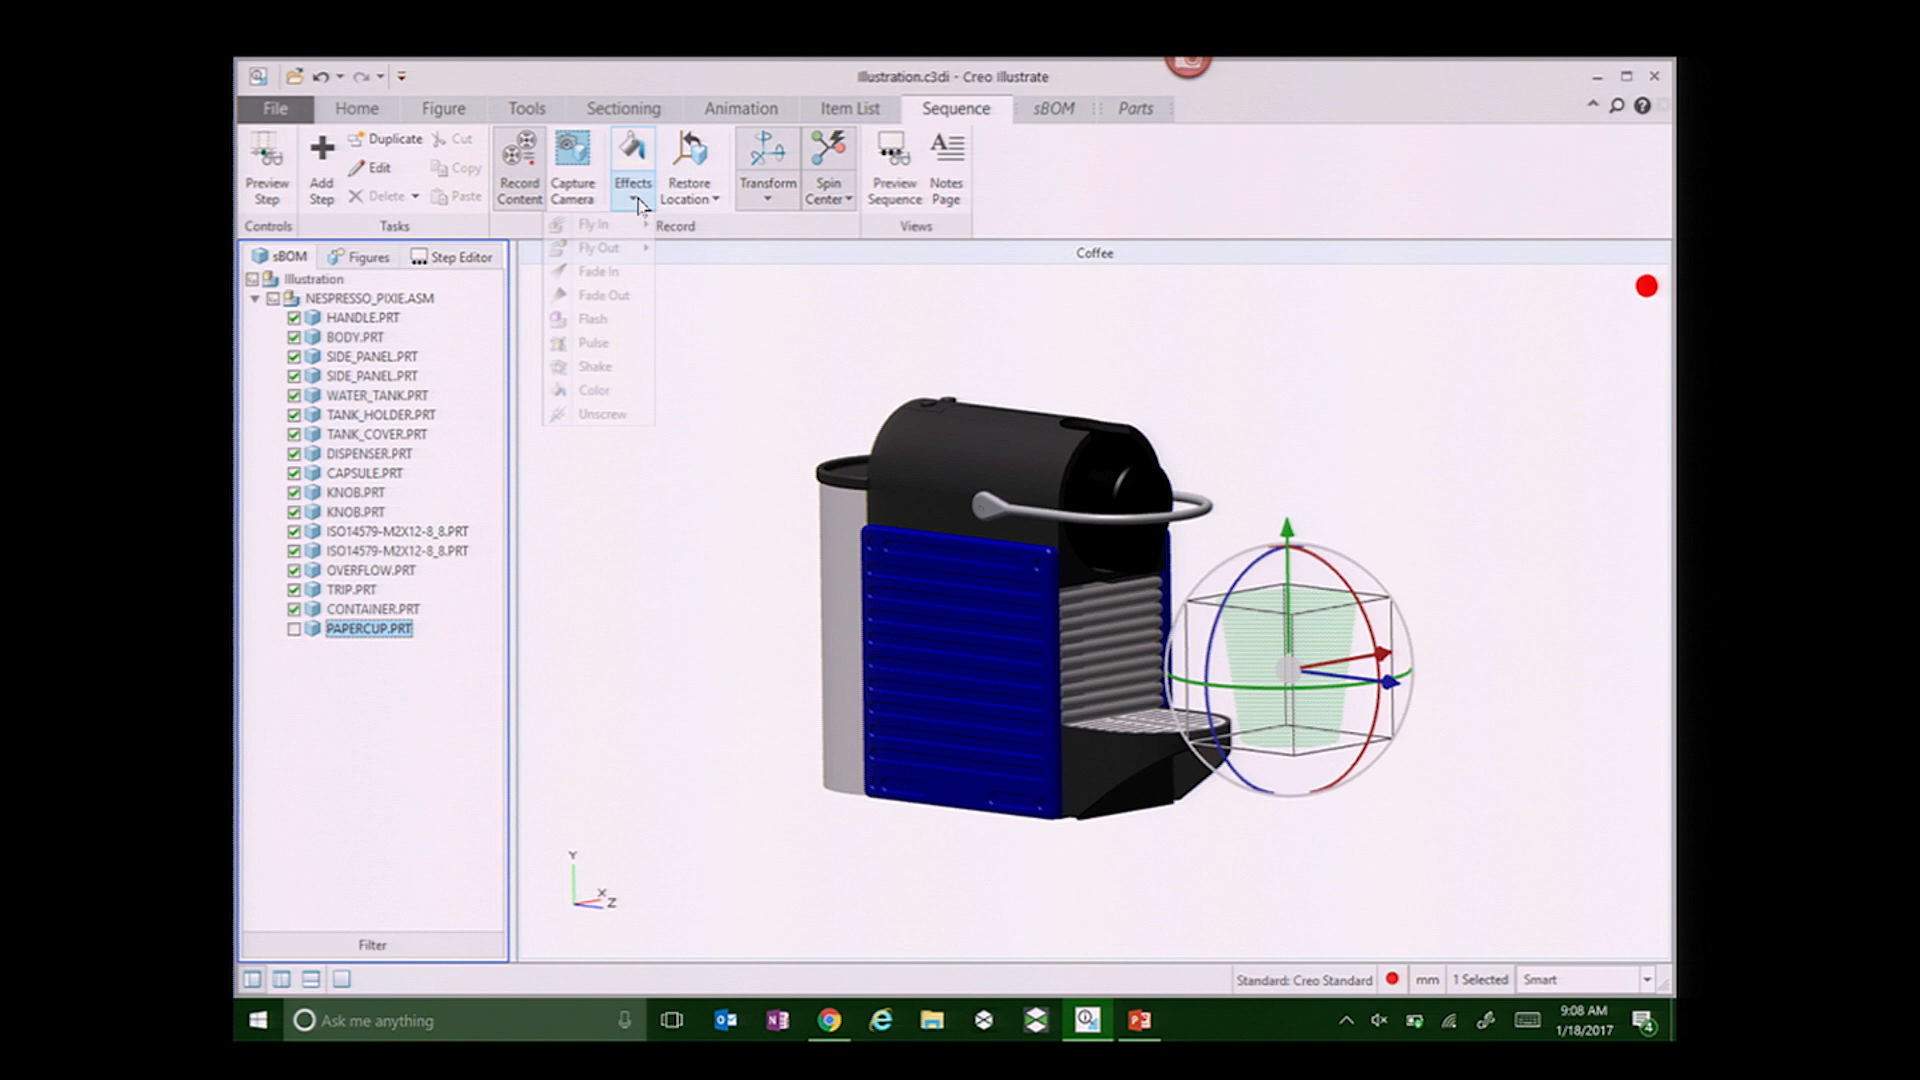 Illustration.c3di - Creo Illustrate
File Home Figure Tools Sectioning Animation Item List Sequence sBOM Parts
Preview Step
Add Step
Duplicate
Edit
Delete
Cut
Copy
Paste
Record Content
Capture Camera
Effects
Restore Location
Transform
Spin Center
Preview Sequence
Notes Page
Controls Tasks Record Views
sBOM Figures Step Editor
Coffee
Fly In
Fly Out
Fade In
Fade Out
Flash
Pulse
Shake
Color
Unscrew
Illustration
NESPRESSO_PIXIE.ASM
HANDLE.PRT
BODY.PRT
SIDE_PANEL.PRT
SIDE_PANEL.PRT
WATER_TANK.PRT
TANK_HOLDER.PRT
TANK_COVER.PRT
DISPENSER.PRT
CAPSULE.PRT
KNOB.PRT
KNOB.PRT
ISO14579-M2X12-8_8.PRT
ISO14579-M2X12-8_8.PRT
OVERFLOW.PRT
TRIP.PRT
CONTAINER.PRT
PAPERCUP.PRT
Y
X
Z
Filter
Standard: Creo Standard mm 1 Selected Smart
Ask me anything
9:08 AM
1/18/2017
4